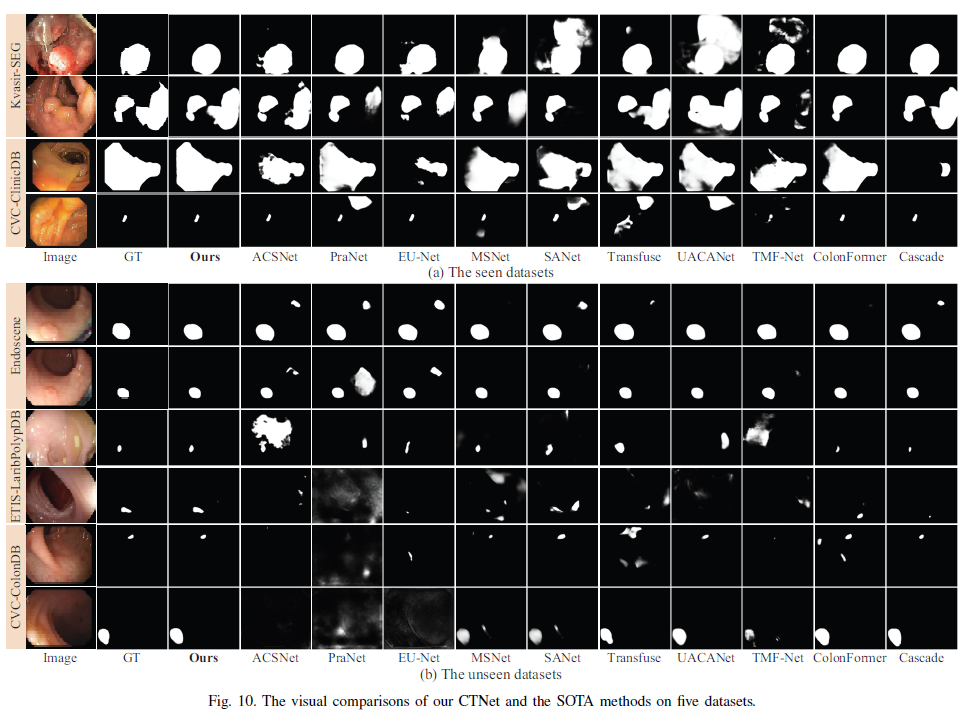 Kvasir-SEG
CVC-ClinicDB
Image GT Ours ACSNet PraNet EU-Net MSNet SANet Transfuse UACANet TMF-Net ColonFormer Cascade
(a) The seen datasets
Endoscene
ETIS-LaribPolypDB
CVC-ColonDB
Image GT Ours ACSNet PraNet EU-Net MSNet SANet Transfuse UACANet TMF-Net ColonFormer Cascade
(b) The unseen datasets
Fig. 10. The visual comparisons of our CTNet and the SOTA methods on five datasets.